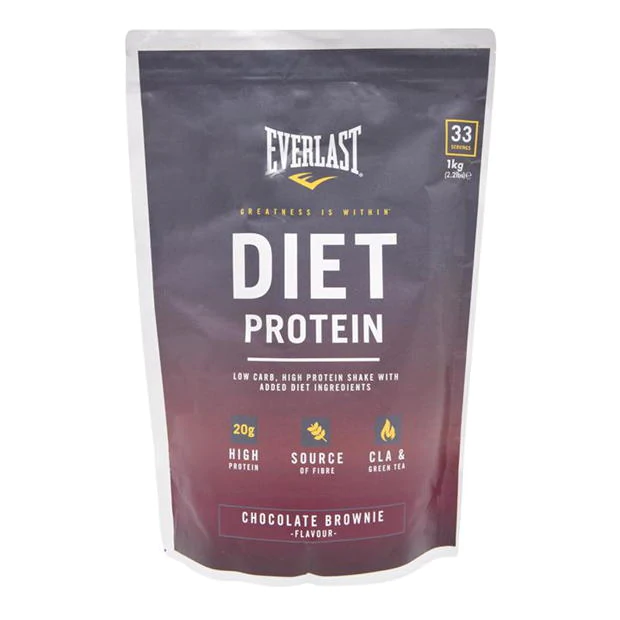 33
SERVINGS
1kg
(2.2lbs)℮
EVERLAST®
GREATNESS IS WITHIN™
DIET
PROTEIN
LOW CARB, HIGH PROTEIN SHAKE WITH
ADDED DIET INGREDIENTS
20g
HIGH
PROTEIN
SOURCE
OF FIBRE
CLA &
GREEN TEA
CHOCOLATE BROWNIE
-FLAVOUR-